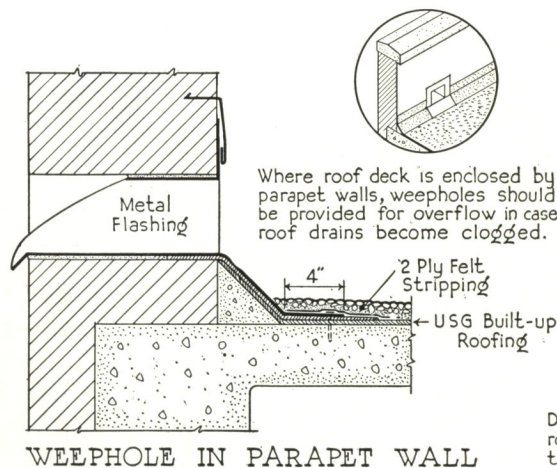 Where roof deck is enclosed by
parapet walls, weepholes should
be provided for overflow in case
roof drains become clogged.
Metal
Flashing
4"
2 Ply Felt
Stripping
USG Built-up
Roofing
WEEPHOLE IN PARAPET WALL